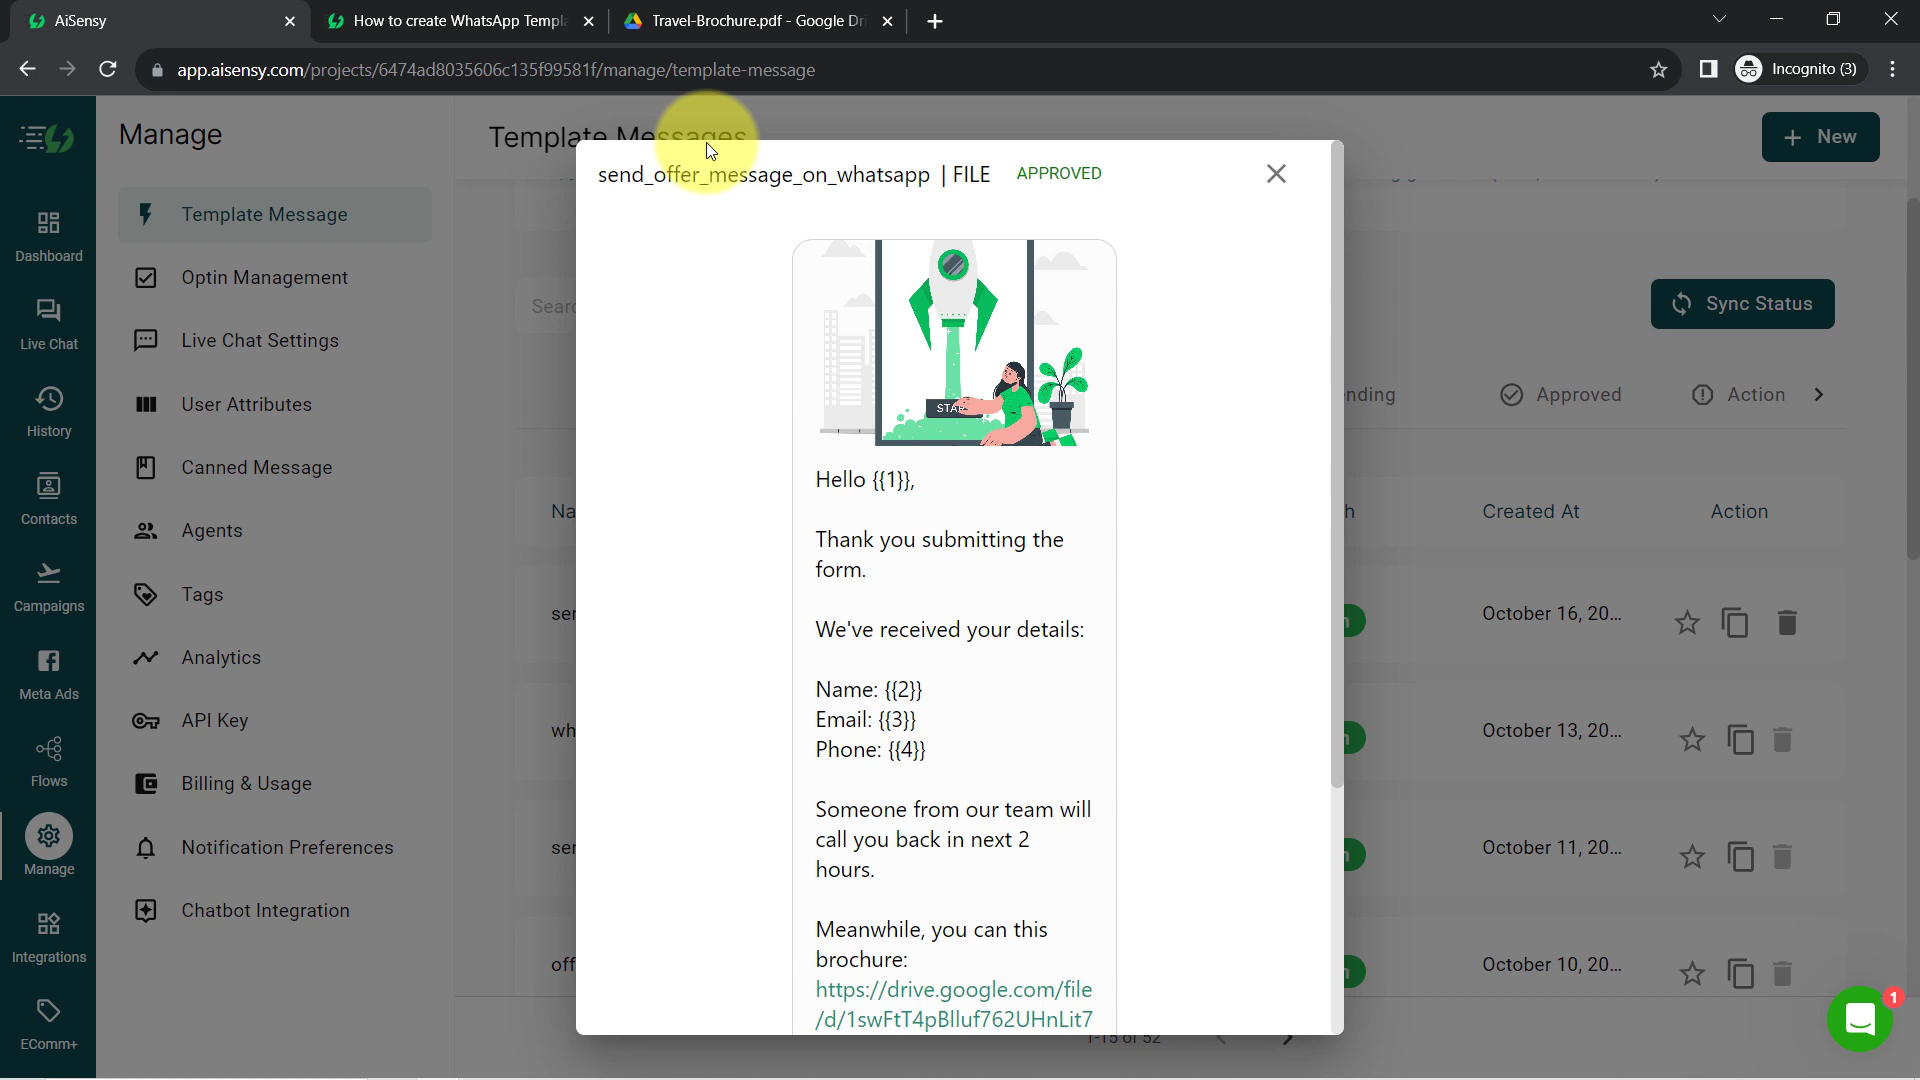 AiSensy
How to create WhatsApp Templ
Travel-Brochure.pdf - Google Dri
app.aisensy.com/projects/6474ad8035606c135f99581f/manage/template-message
Incognito (3)
Dashboard
Live Chat
History
Contacts
Campaigns
Meta Ads
Flows
Manage
Integrations
EComm+
Manage
Template Message
Optin Management
Live Chat Settings
User Attributes
Canned Message
Agents
Tags
Analytics
API Key
Billing & Usage
Notification Preferences
Chatbot Integration
Template Messages
+ New
send_offer_message_on_whatsapp | FILE APPROVED
Sear
Sync Status
nding
Approved
Action
Na
h
Created At
Action
ser
October 16, 20...
wh
n
October 13, 20...
ser
October 11, 20...
off
October 10, 20...
START
Hello {{1}},
Thank you submitting the
form.
We've received your details:
Name: {{2}}
Email: {{3}}
Phone: {{4}}
Someone from our team will
call you back in next 2
hours.
Meanwhile, you can this
brochure:
https://drive.google.com/file
/d/1swFtT4pBlluf762UHnLit7
1-15 of 52
1